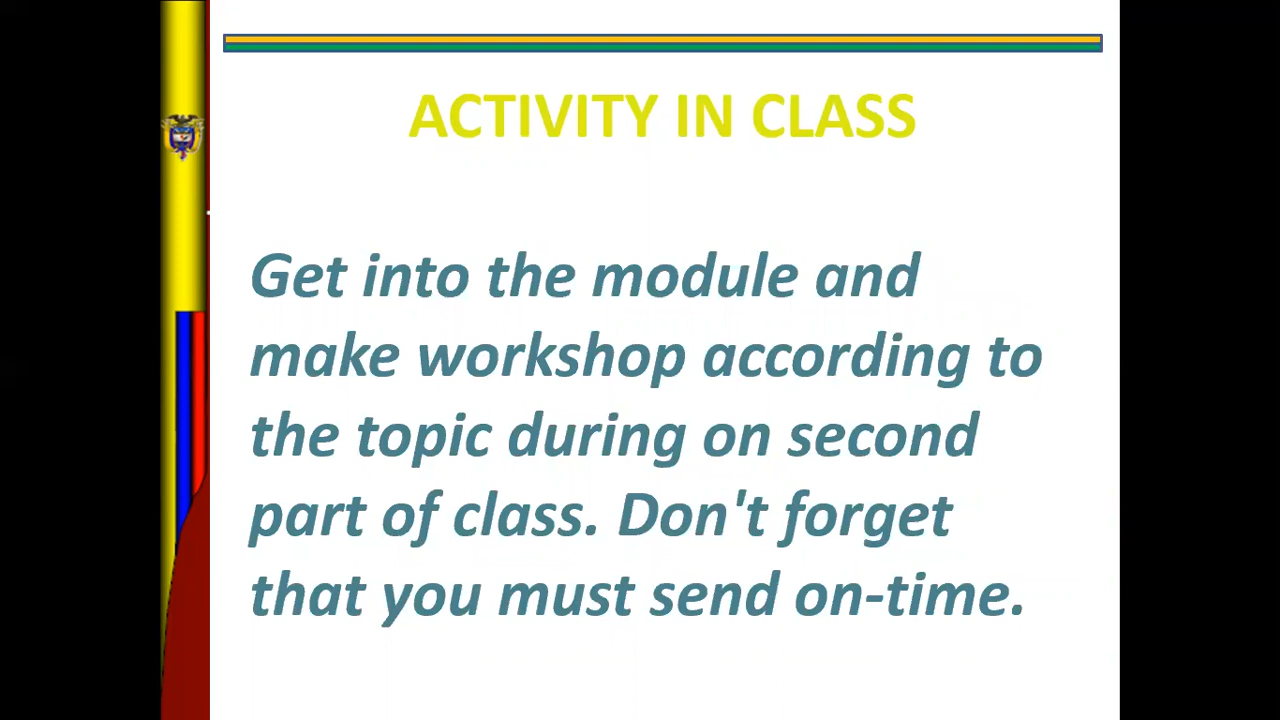 ACTIVITY IN CLASS
Get into the module and
make workshop according to
the topic during on second
part of class. Don't forget
that you must send on-time.